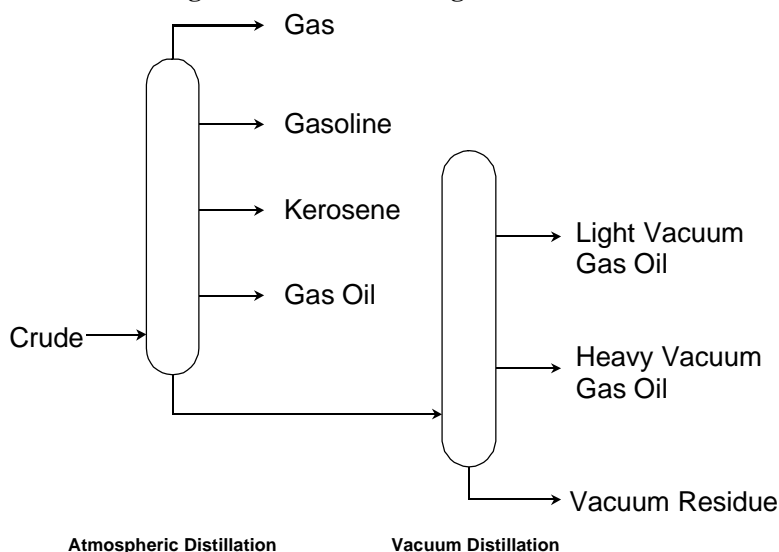 Gas
Gasoline
Kerosene
Gas Oil
Crude
Light Vacuum
Gas Oil
Heavy Vacuum
Gas Oil
Vacuum Residue
Atmospheric Distillation
Vacuum Distillation